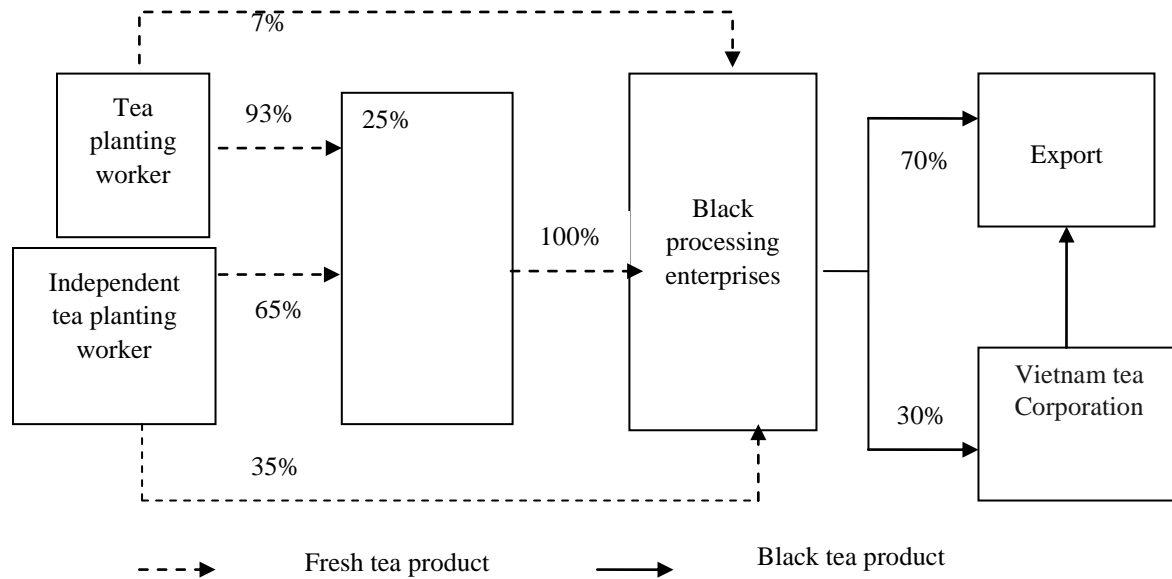 7%
Tea
planting
worker
93%
25%
Independent
tea planting
worker
65%
100%
Black
processing
enterprises
70%
Export
30%
Vietnam tea
Corporation
35%
Fresh tea product
Black tea product